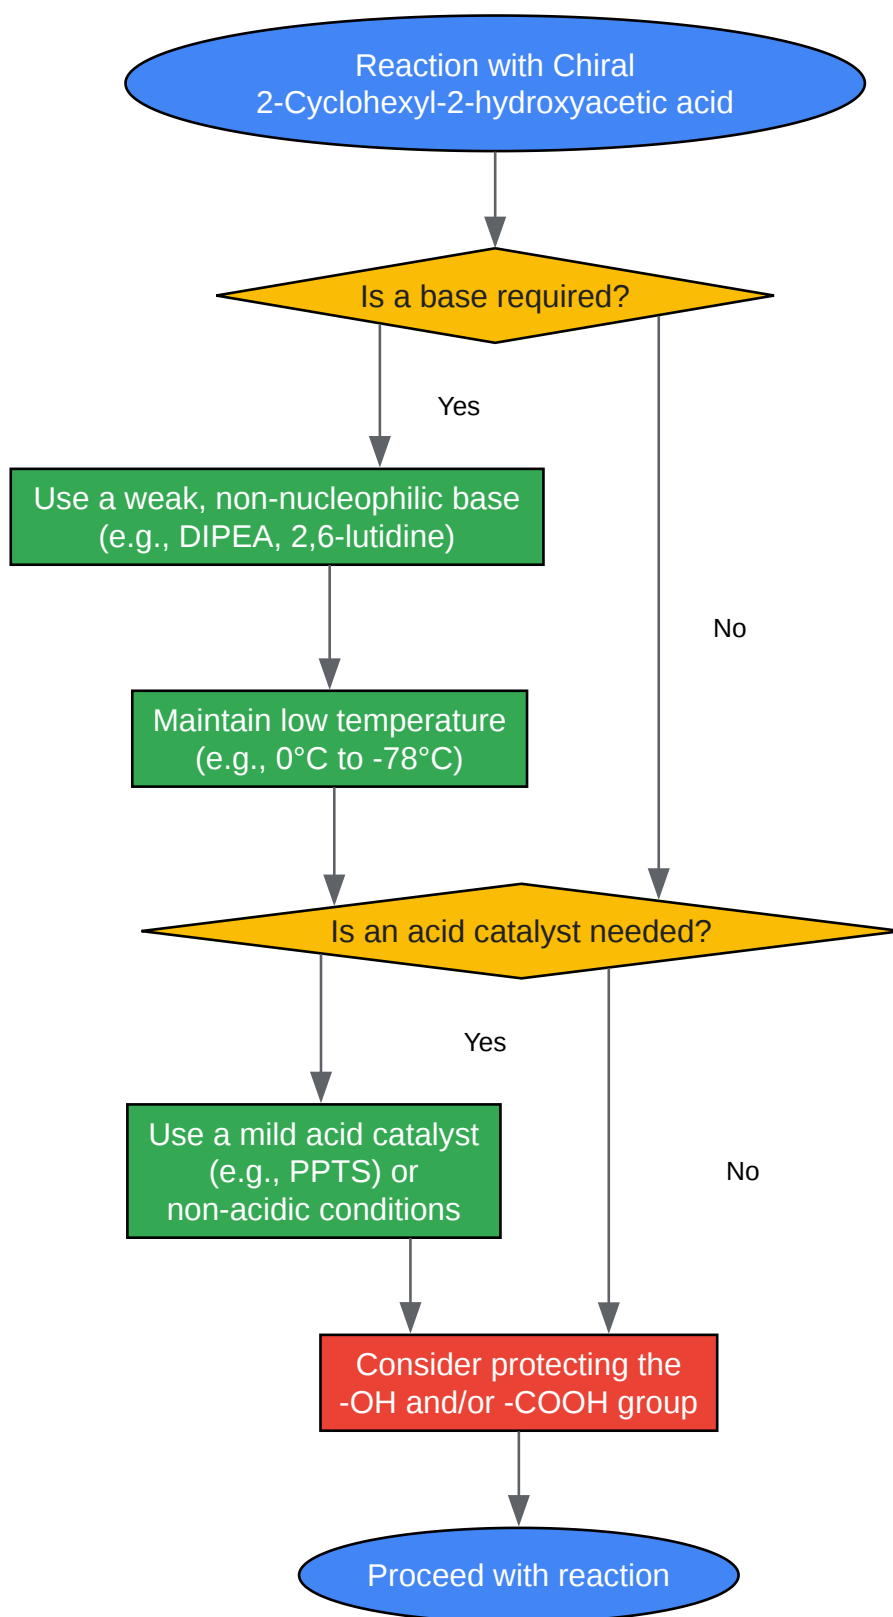 Reaction with Chiral
2-Cyclohexyl-2-hydroxyacetic acid
Is a base required?
Yes
Use a weak, non-nucleophilic base
(e.g., DIPEA, 2,6-lutidine)
No
Maintain low temperature
(e.g., 0°C to -78°C)
Is an acid catalyst needed?
Yes
Use a mild acid catalyst
(e.g., PPTS) or
non-acidic conditions
No
Consider protecting the
-OH and/or -COOH group
Proceed with reaction